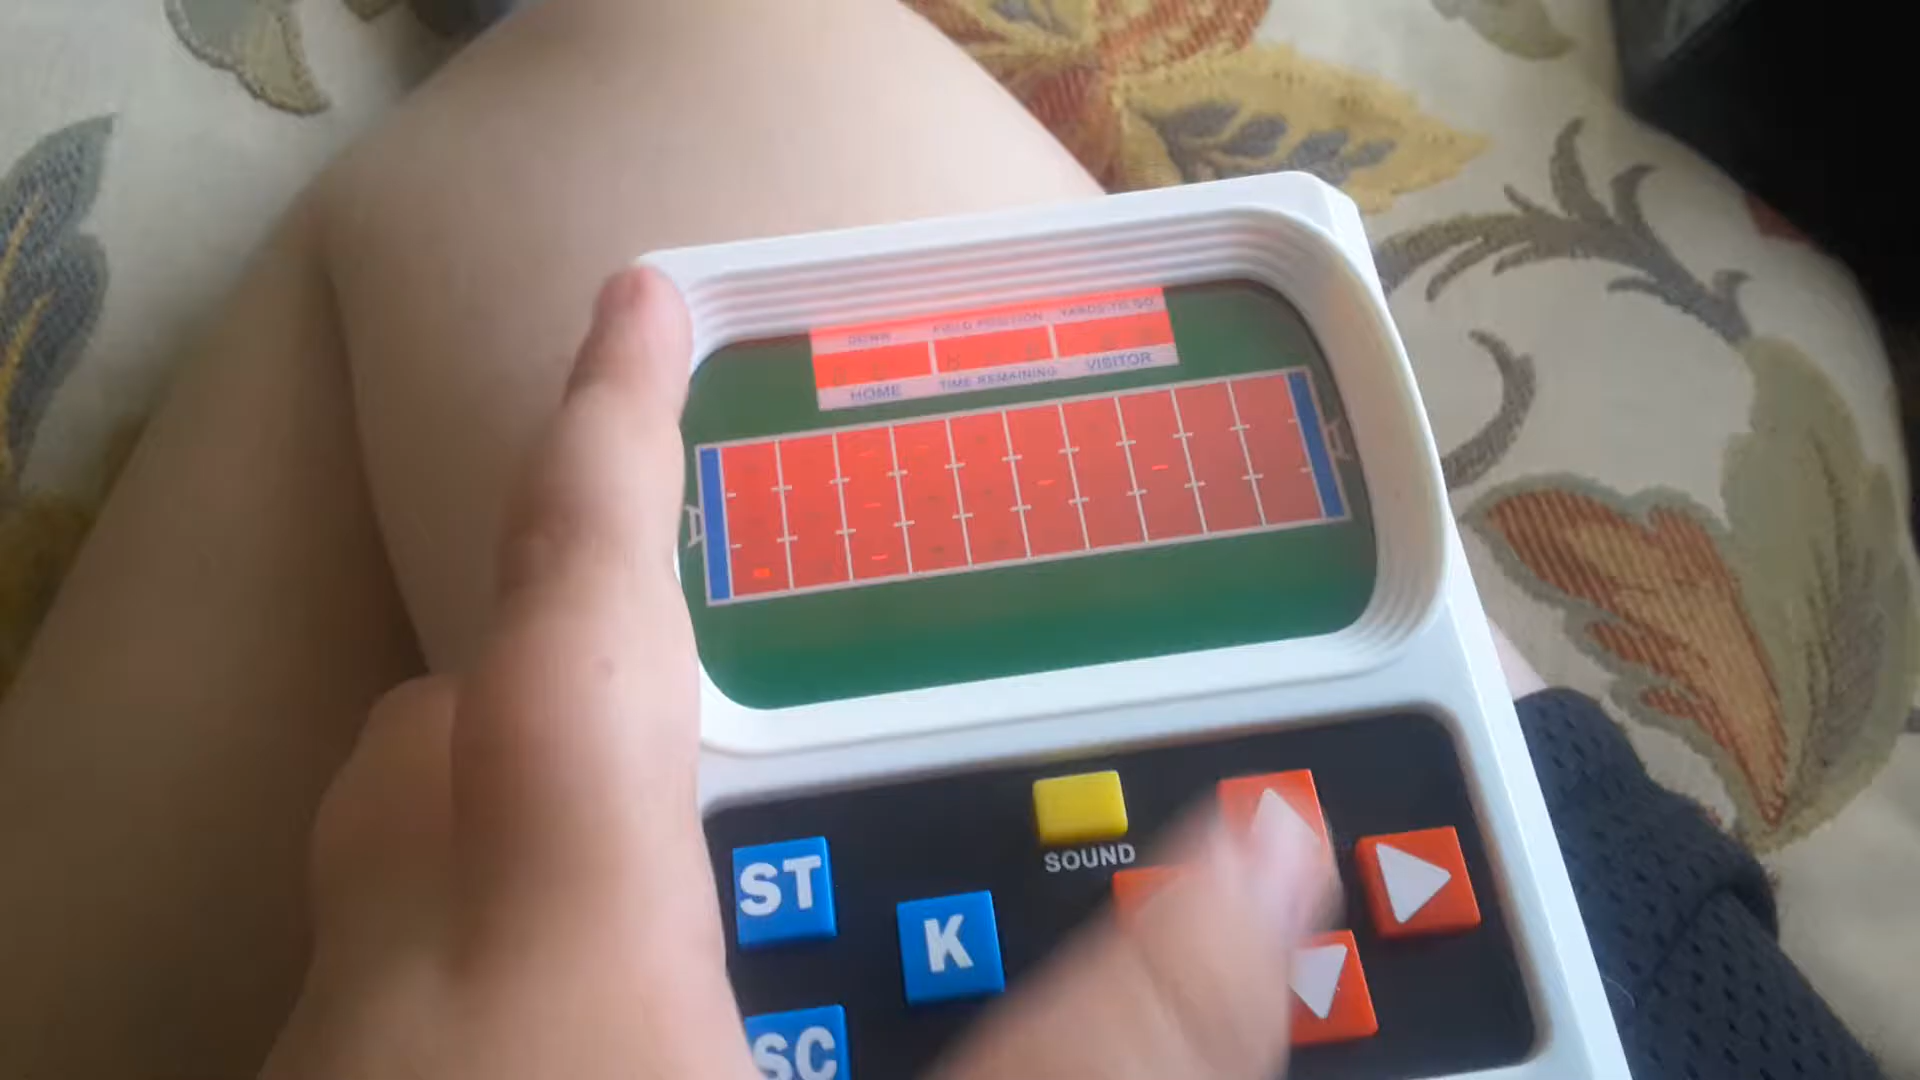 DOWN FIELD POSITION YARDS TO GO
HOME TIME REMAINING VISITOR
SOUND
ST
K
SC